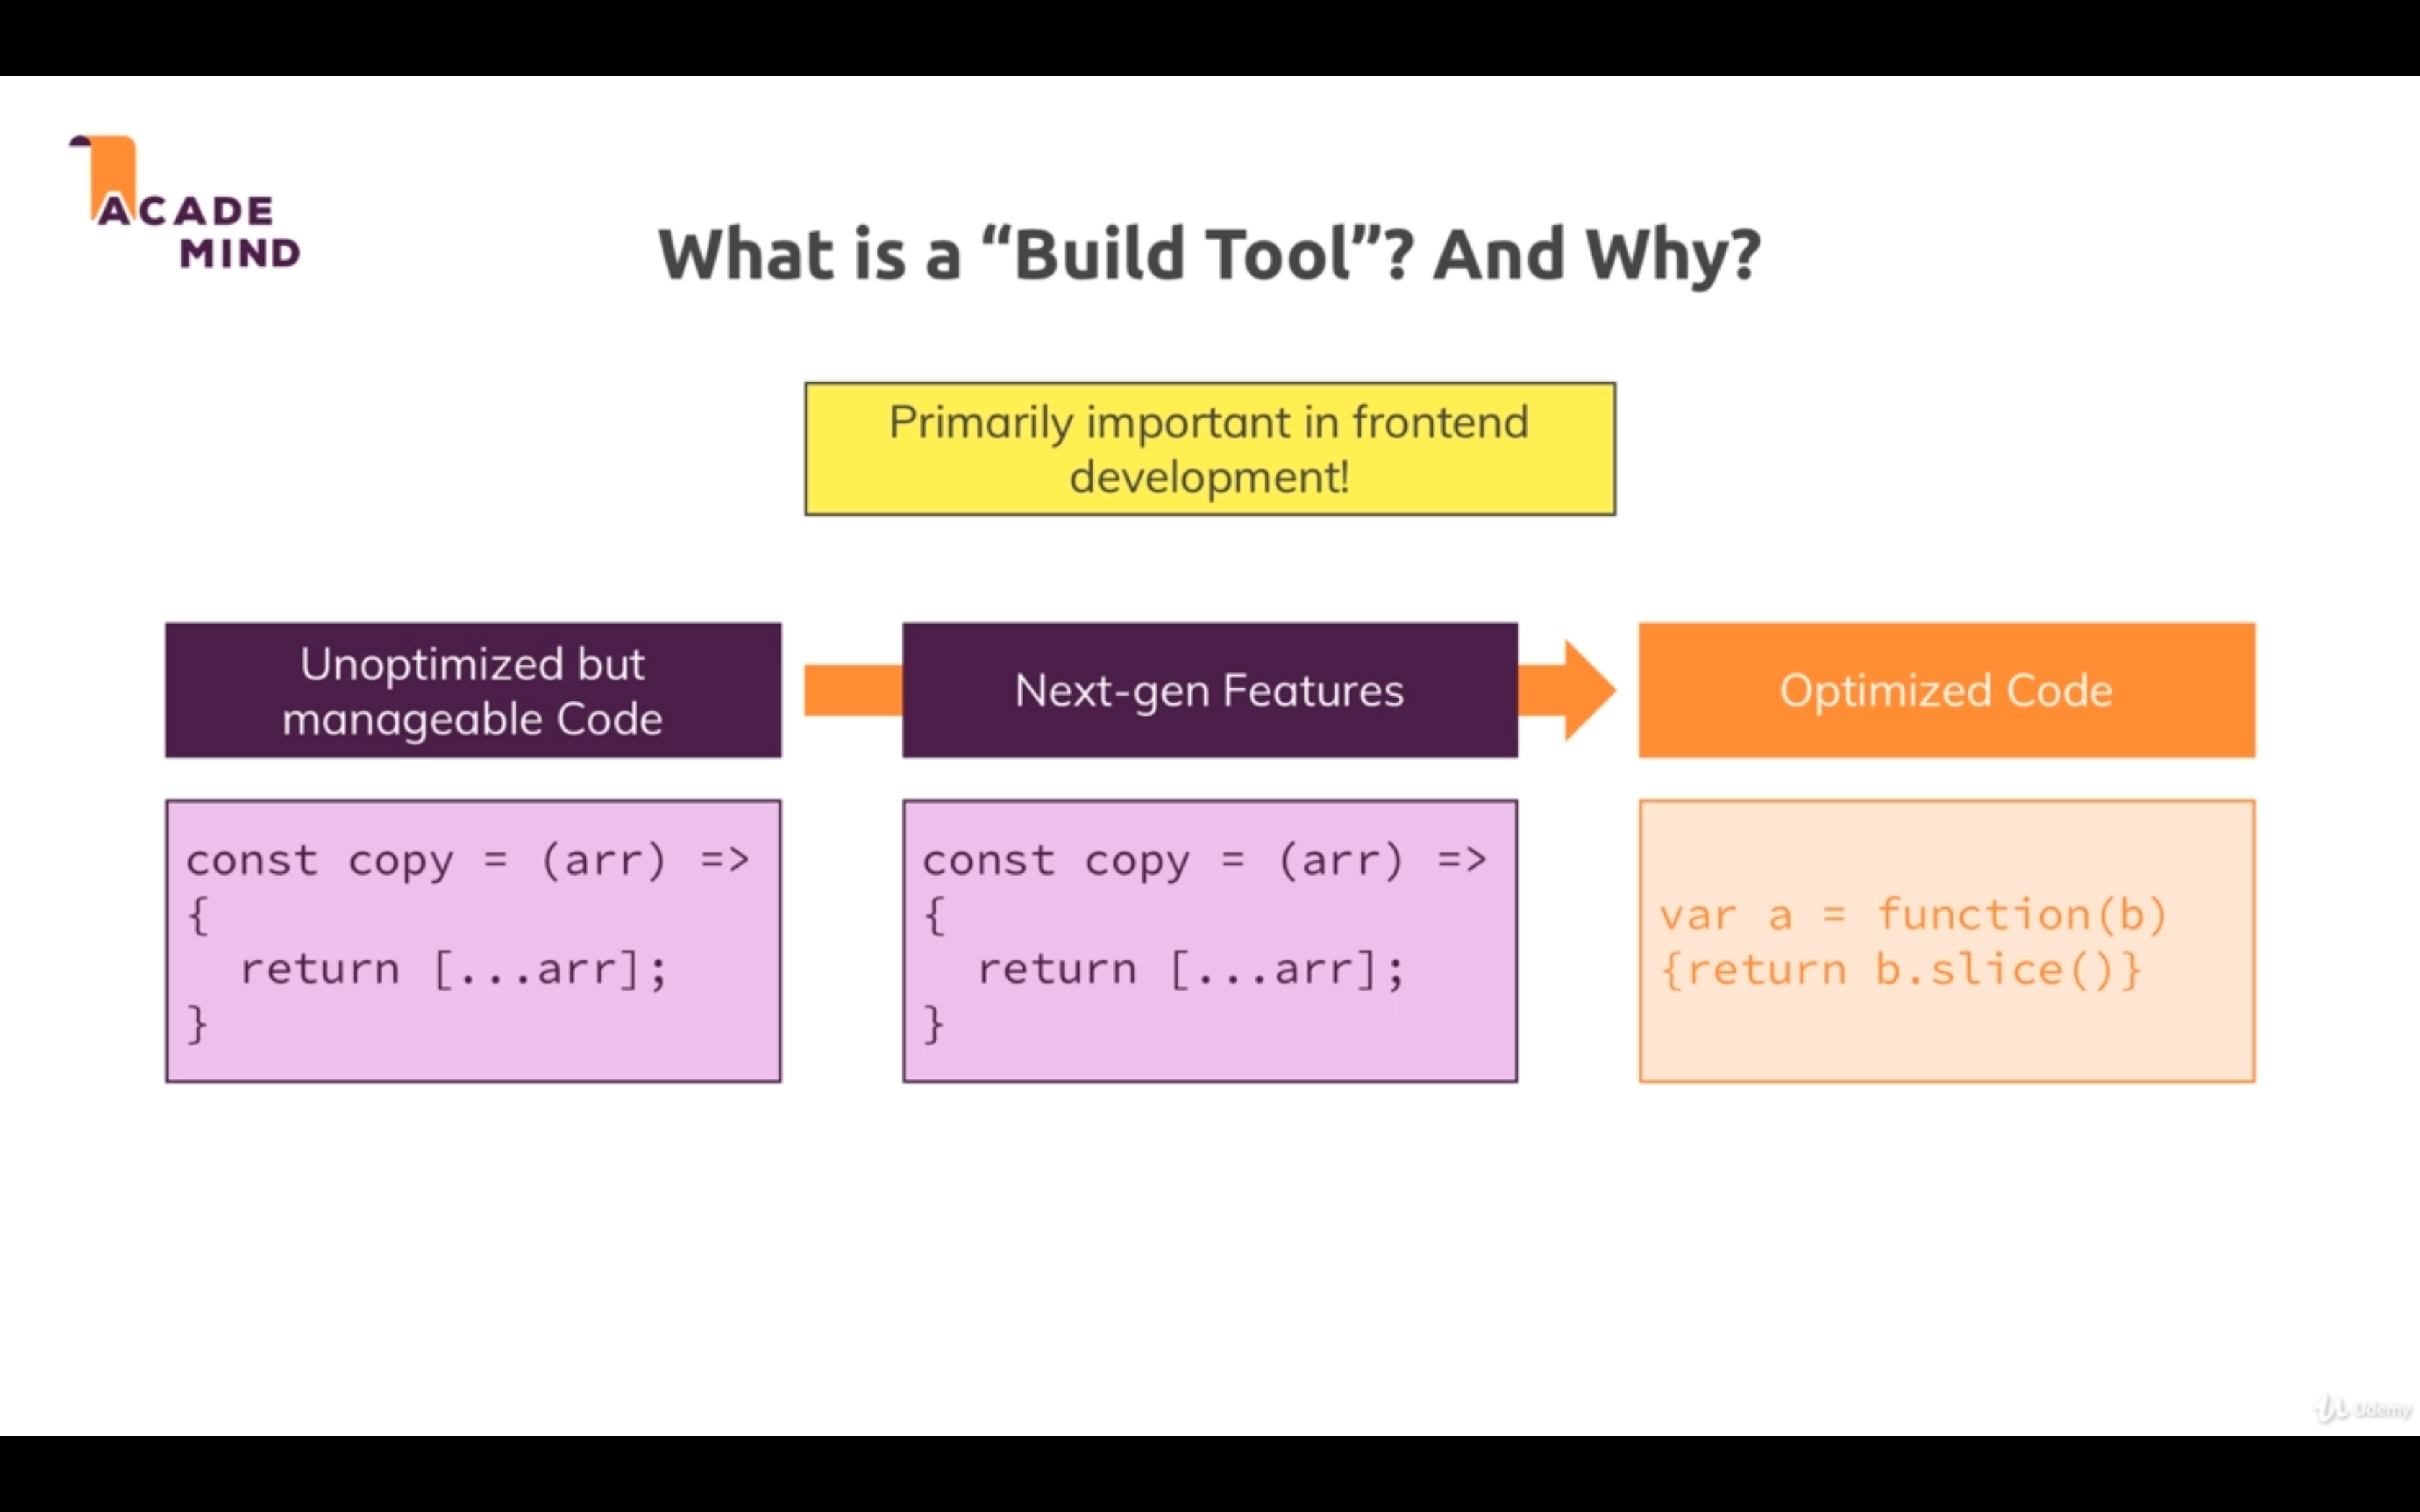 ACADE
MIND
What is a “Build Tool”? And Why?
Primarily important in frontend
development!
Unoptimized but
manageable Code
Next-gen Features
Optimized Code
const copy = (arr) =>
{
  return [...arr];
}
const copy = (arr) =>
{
  return [...arr];
}
var a = function(b)
{return b.slice()}
Udemy